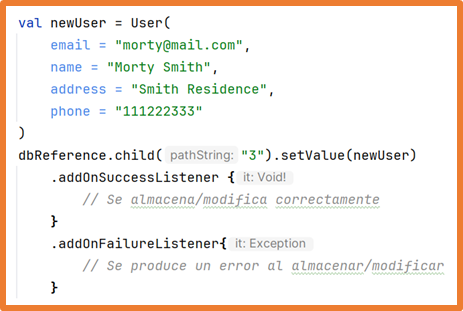 val newUser = User(
    email = "morty@mail.com",
    name = "Morty Smith",
    address = "Smith Residence",
    phone = "111222333"
)
dbReference.child( pathString: "3").setValue(newUser)
    .addOnSuccessListener { it: Void!
        // Se almacena/modifica correctamente
    }
    .addOnFailureListener{ it: Exception
        // Se produce un error al almacenar/modificar
    }